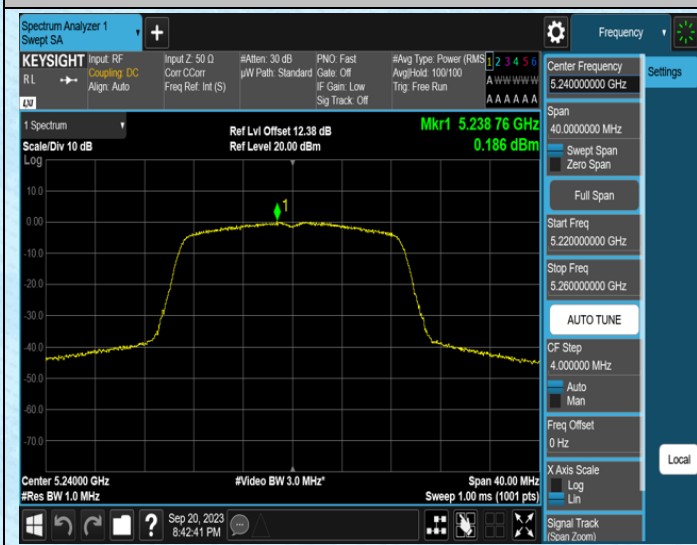 Spectrum Analyzer 1
Swept SA
Frequency
KEYSIGHT
RL
LXI
Input: RF
Coupling: DC
Align: Auto
Input Z: 50 Ω
Corr CCorr
Freq Ref: Int (S)
#Atten: 30 dB
µW Path: Standard
PNO: Fast
Gate: Off
IF Gain: Low
Sig Track: Off
#Avg Type: Power (RMS
Avg|Hold: 100/100
Trig: Free Run
1 2 3 4 5 6
A W W W W W
A A A A A A
1 Spectrum
Scale/Div 10 dB
Log
Ref Lvl Offset 12.38 dB
Ref Level 20.00 dBm
Mkr1 5.238 76 GHz
0.186 dBm
10.0
0.00
-10.0
-20.0
-30.0
-40.0
-50.0
-60.0
-70.0
1
Center 5.24000 GHz
#Res BW 1.0 MHz
#Video BW 3.0 MHz*
Span 40.00 MHz
Sweep 1.00 ms (1001 pts)
Sep 20, 2023
8:42:41 PM
?
Center Frequency
5.240000000 GHz
Span
40.0000000 MHz
Swept Span
Zero Span
Full Span
Start Freq
5.220000000 GHz
Stop Freq
5.260000000 GHz
AUTO TUNE
CF Step
4.000000 MHz
Auto
Man
Freq Offset
0 Hz
X Axis Scale
Log
Lin
Signal Track
(Span Zoom)
Settings
Local